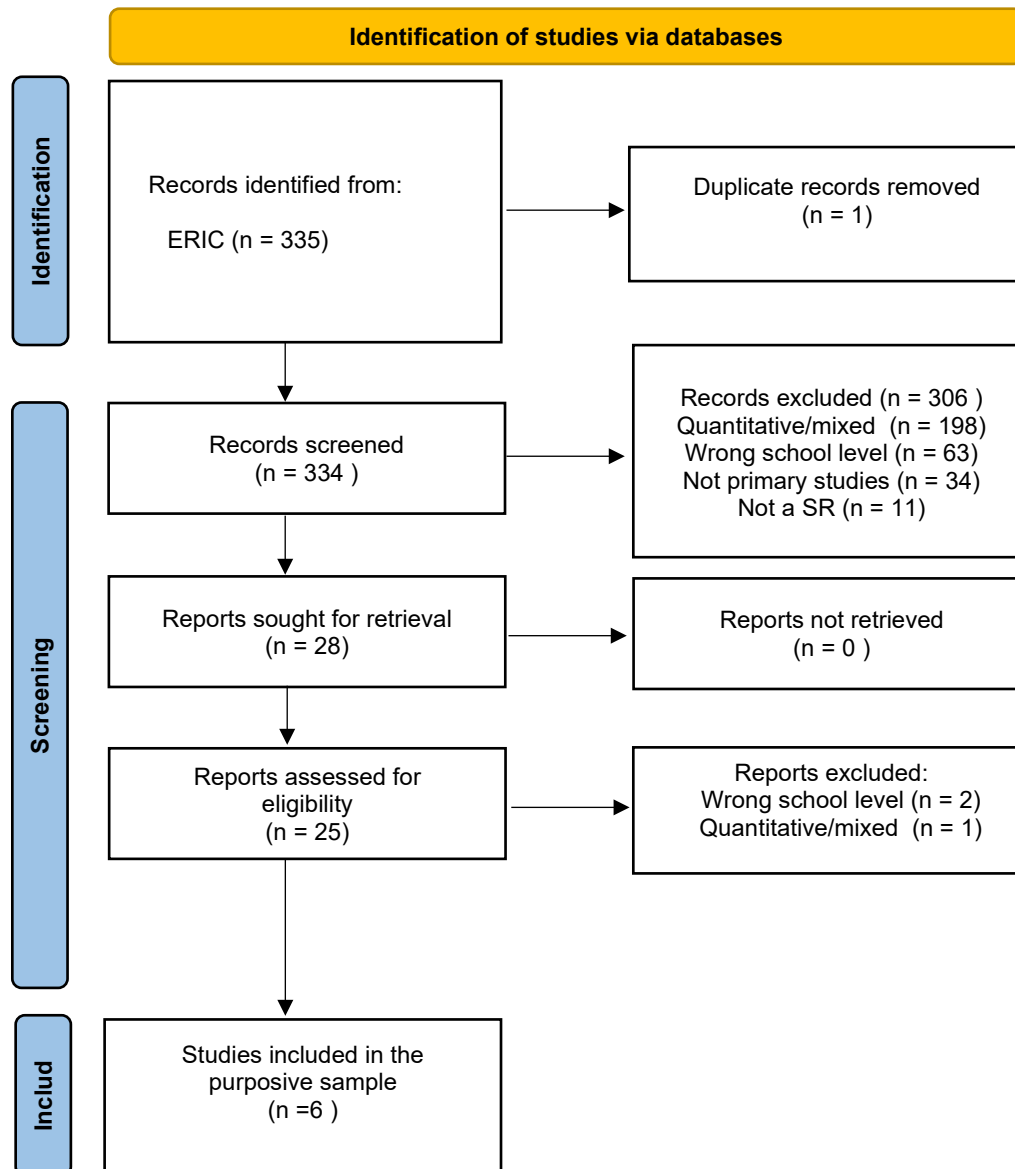 Identification of studies via databases
Identification
Records identified from:
ERIC (n = 335)
Duplicate records removed
(n = 1)
Screening
Records screened
(n = 334 )
Records excluded (n = 306 )
Quantitative/mixed  (n = 198)
Wrong school level (n = 63)
Not primary studies (n = 34)
Not a SR (n = 11)
Reports sought for retrieval
(n = 28)
Reports not retrieved
(n = 0 )
Reports assessed for
eligibility
(n = 25)
Reports excluded:
Wrong school level (n = 2)
Quantitative/mixed  (n = 1)
Includ
Studies included in the
purposive sample
(n =6 )